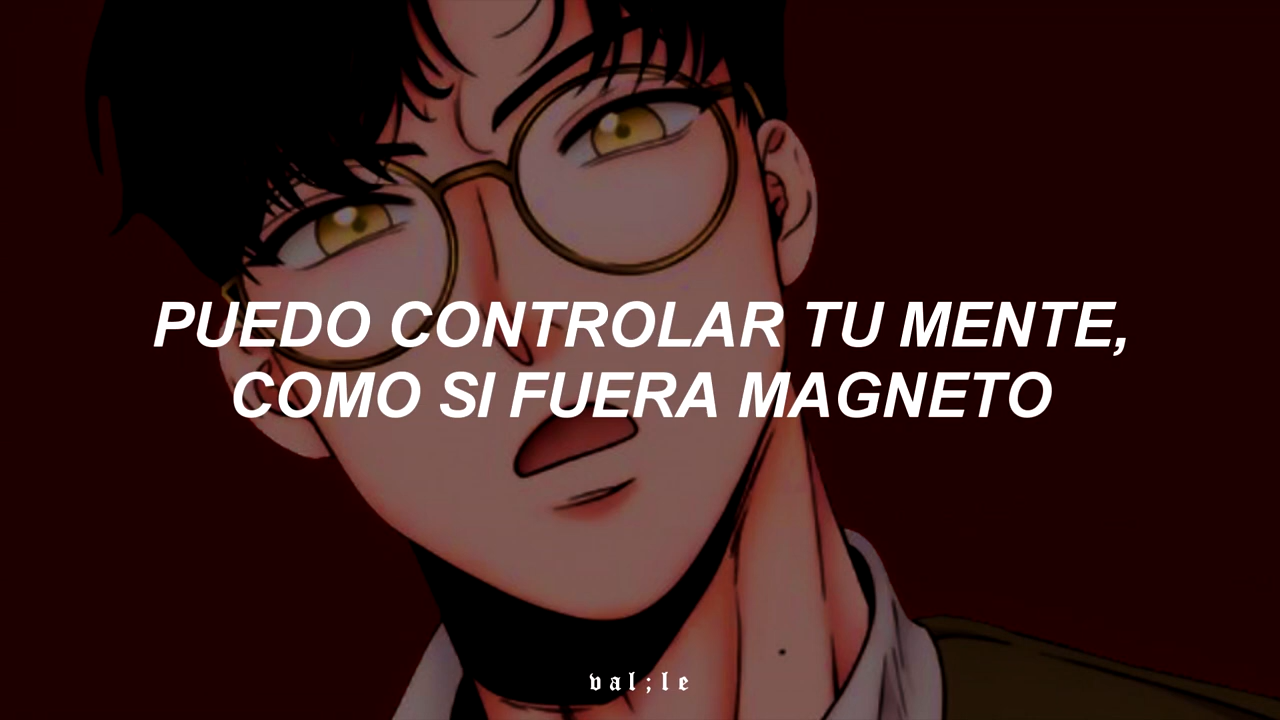 PUEDO CONTROLAR TU MENTE,
COMO SI FUERA MAGNETO
val;le